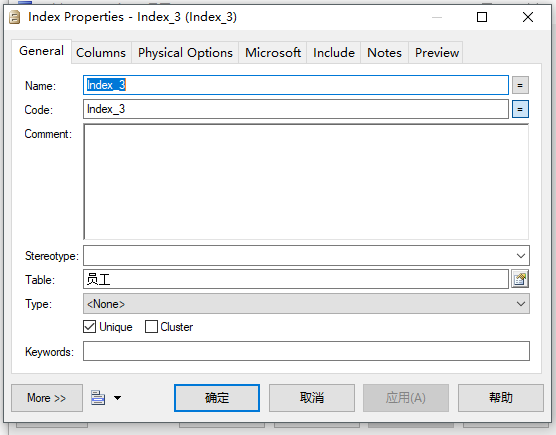 Index Properties - Index_3 (Index_3)
General Columns Physical Options Microsoft Include Notes Preview
Name: Index_3 =
Code: Index_3 =
Comment:
Stereotype:
Table: 员工
Type: <None>
Unique Cluster
Keywords:
More >> 确定 取消 应用(A) 帮助